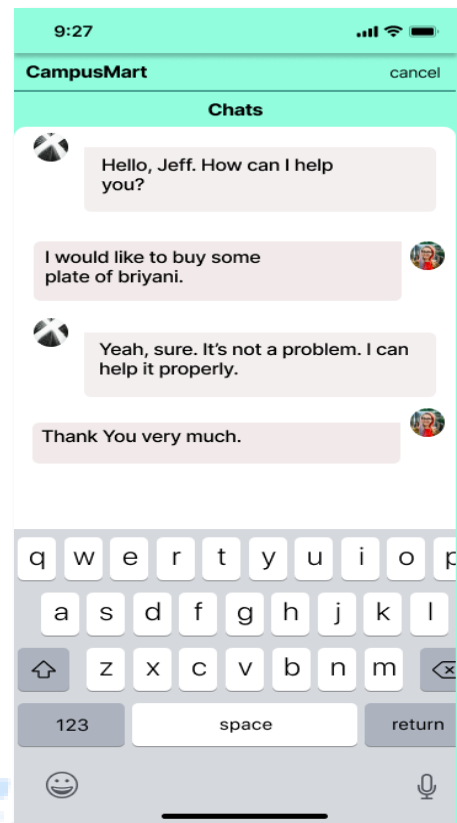 9:27
CampusMart cancel
Chats
Hello, Jeff. How can I help
you?
I would like to buy some
plate of briyani.
Yeah, sure. It's not a problem. I can
help it properly.
Thank You very much.
q w e r t y u i o p
a s d f g h j k l
z x c v b n m
123 space return